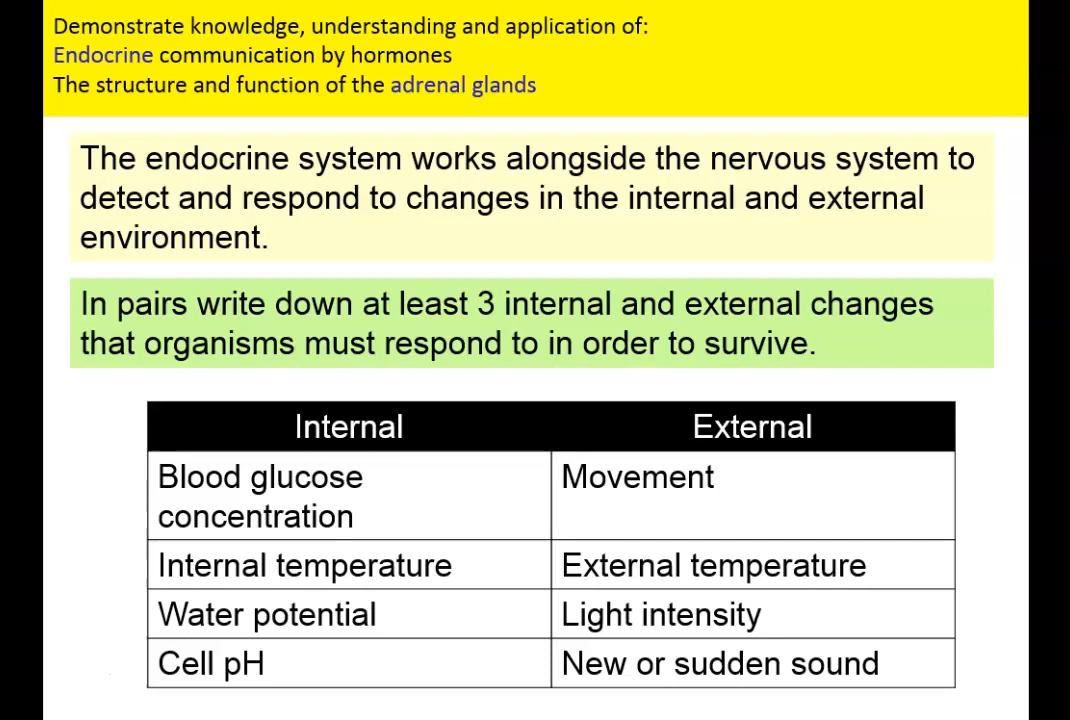 Demonstrate knowledge, understanding and application of:
Endocrine communication by hormones
The structure and function of the adrenal glands
The endocrine system works alongside the nervous system to
detect and respond to changes in the internal and external
environment.
In pairs write down at least 3 internal and external changes
that organisms must respond to in order to survive.
Internal External
Blood glucose Movement
concentration
Internal temperature External temperature
Water potential Light intensity
Cell pH New or sudden sound